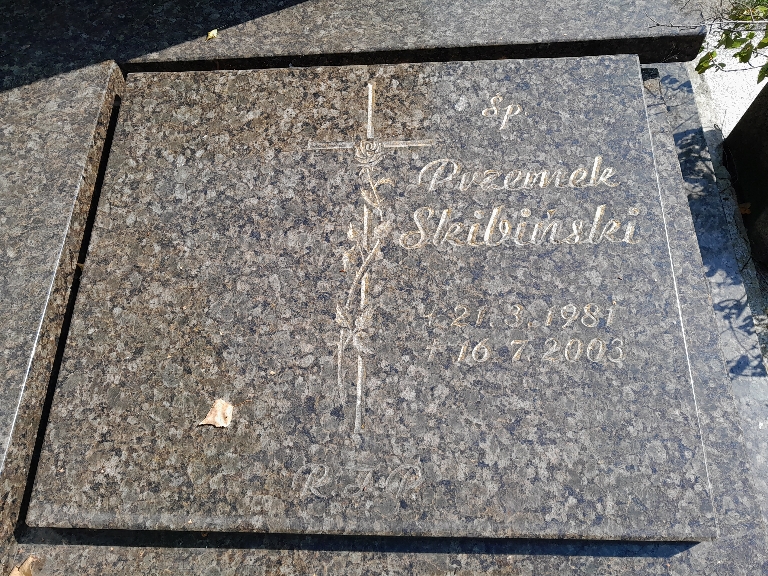 Śp
Przemek
Skibiński
* 21. 3. 1981
† 16. 7. 2003
R I P